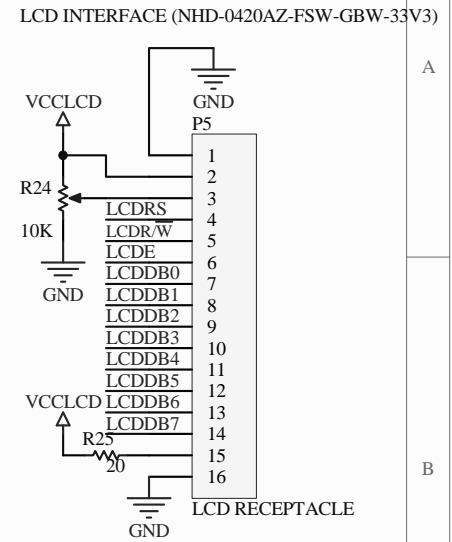 LCD INTERFACE (NHD-0420AZ-FSW-GBW-33V3)
A
GND
VCCLCD
P5
1
2
R24
3
LCDRS
4
10K
LCDR/W̅
5
LCDE
6
GND
LCDDB0
7
LCDDB1
8
LCDDB2
9
LCDDB3
10
LCDDB4
11
LCDDB5
12
VCCLCD
LCDDB6
13
LCDDB7
14
R25
20
15
16
B
LCD RECEPTACLE
GND